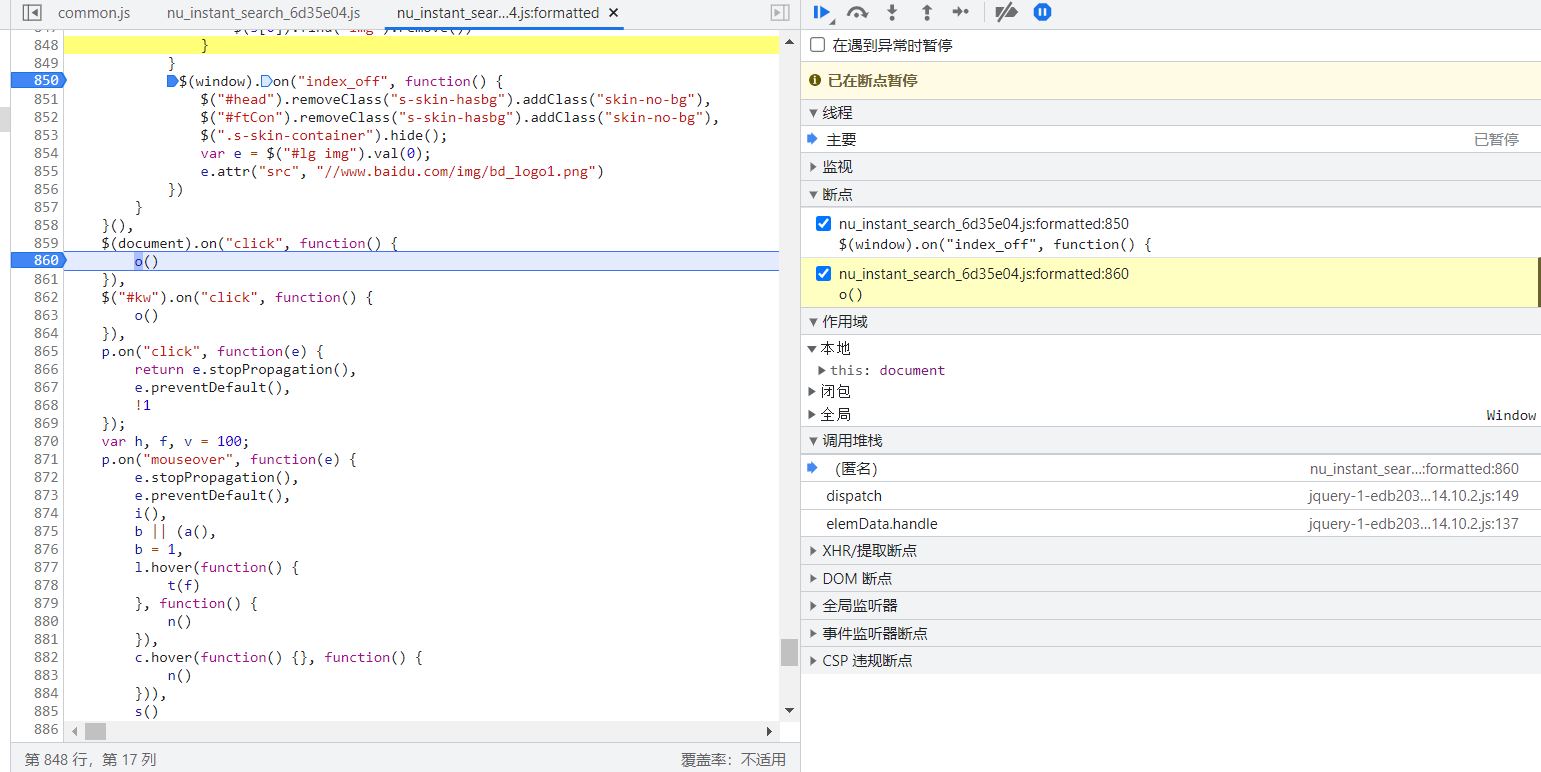 common.js
nu_instant_search_6d35e04.js
nu_instant_sear...4.js:formatted
848 }
849 }
850 $(window).on("index_off", function() {
851 $("#head").removeClass("s-skin-hasbg").addClass("skin-no-bg"),
852 $("#ftCon").removeClass("s-skin-hasbg").addClass("skin-no-bg"),
853 $(".s-skin-container").hide();
854 var e = $("#lg img").val(0);
855 e.attr("src", "//www.baidu.com/img/bd_logo1.png")
856 })
857 }
858 }(),
859 $(document).on("click", function() {
860 o()
861 }),
862 $("#kw").on("click", function() {
863 o()
864 }),
865 p.on("click", function(e) {
866 return e.stopPropagation(),
867 e.preventDefault(),
868 !1
869 });
870 var h, f, v = 100;
871 p.on("mouseover", function(e) {
872 e.stopPropagation(),
873 e.preventDefault(),
874 i(),
875 b || (a(),
876 b = 1,
877 l.hover(function() {
878 t(f)
879 }, function() {
880 n()
881 }),
882 c.hover(function() {}, function() {
883 n()
884 })),
885 s()
886
第 848 行，第 17 列
覆盖率：不适用
在遇到异常时暂停
已在断点暂停
线程
主要 已暂停
监视
断点
nu_instant_search_6d35e04.js:formatted:850
$(window).on("index_off", function() {
nu_instant_search_6d35e04.js:formatted:860
o()
作用域
本地
this: document
闭包
全局 Window
调用堆栈
（匿名） nu_instant_sear...:formatted:860
dispatch jquery-1-edb203...14.10.2.js:149
elemData.handle jquery-1-edb203...14.10.2.js:137
XHR/提取断点
DOM 断点
全局监听器
事件监听器断点
CSP 违规断点